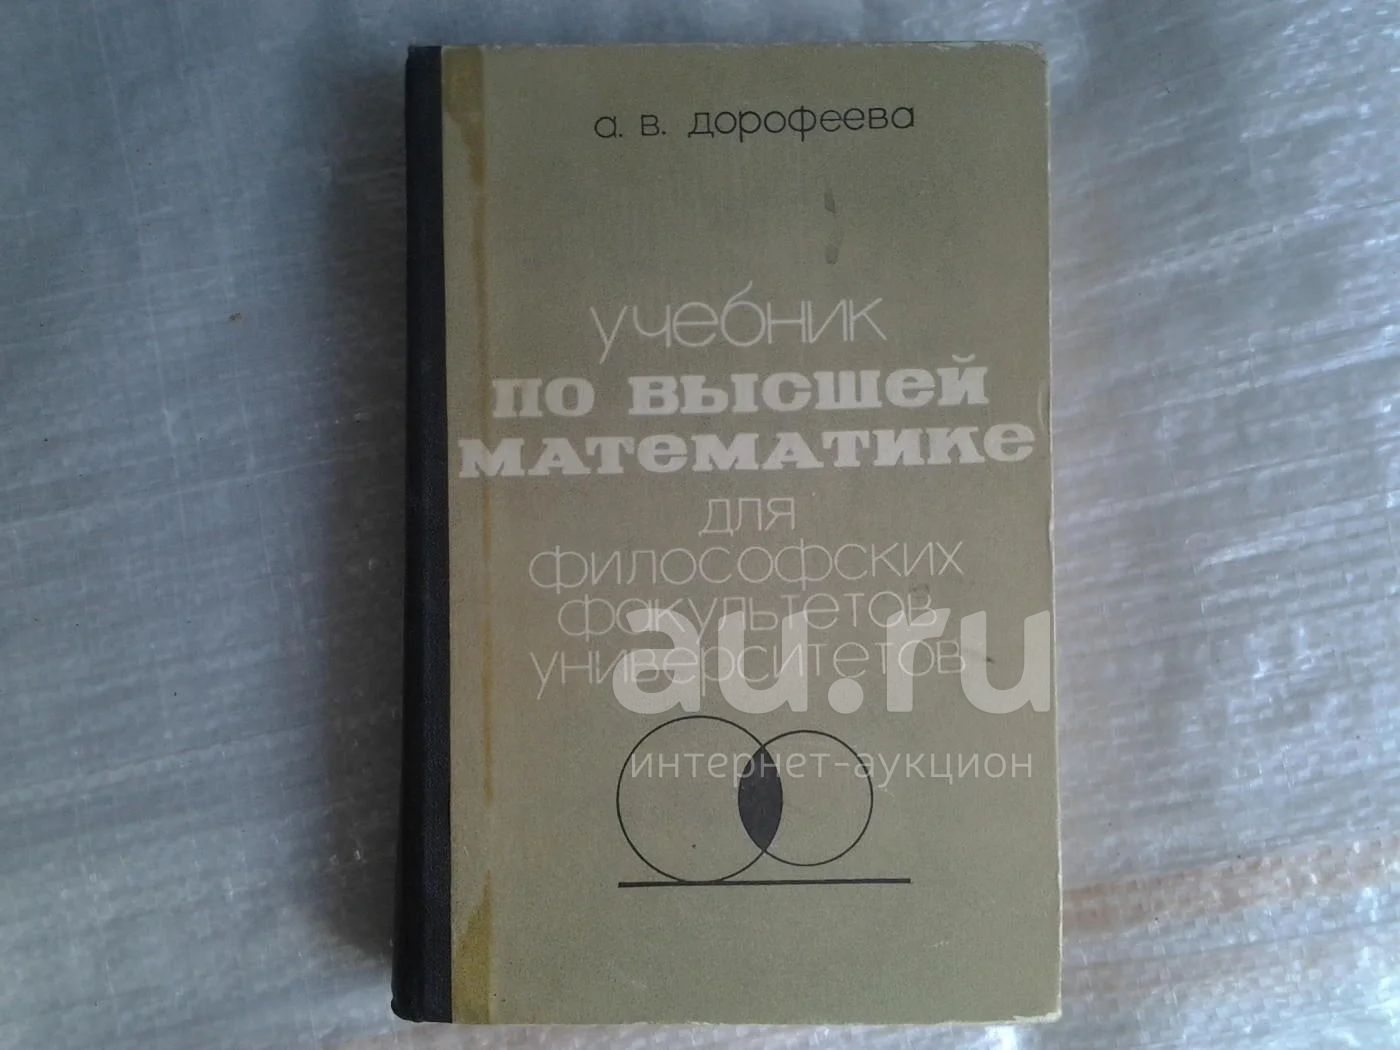 а. в. дорофеева
учебник
по высшей
математике
для
философских
факультетов
университетов
au.ru
интернет-аукцион